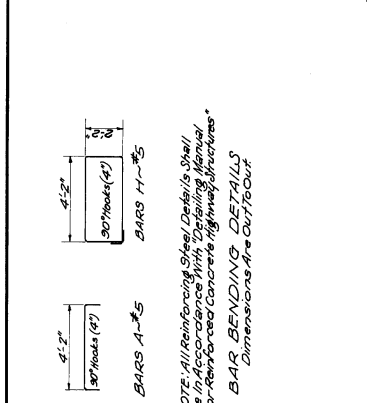 4'-2"
90° Hooks (4")
BARS A~#5
4'-2"
2'-2"
90° Hooks (4")
BARS H~#5
OTE: All Reinforcing Steel Details Shall
e In Accordance With "Detailing Manual
or Reinforced Concrete Highway Structures"
BAR BENDING DETAILS
Dimensions Are Out To Out.